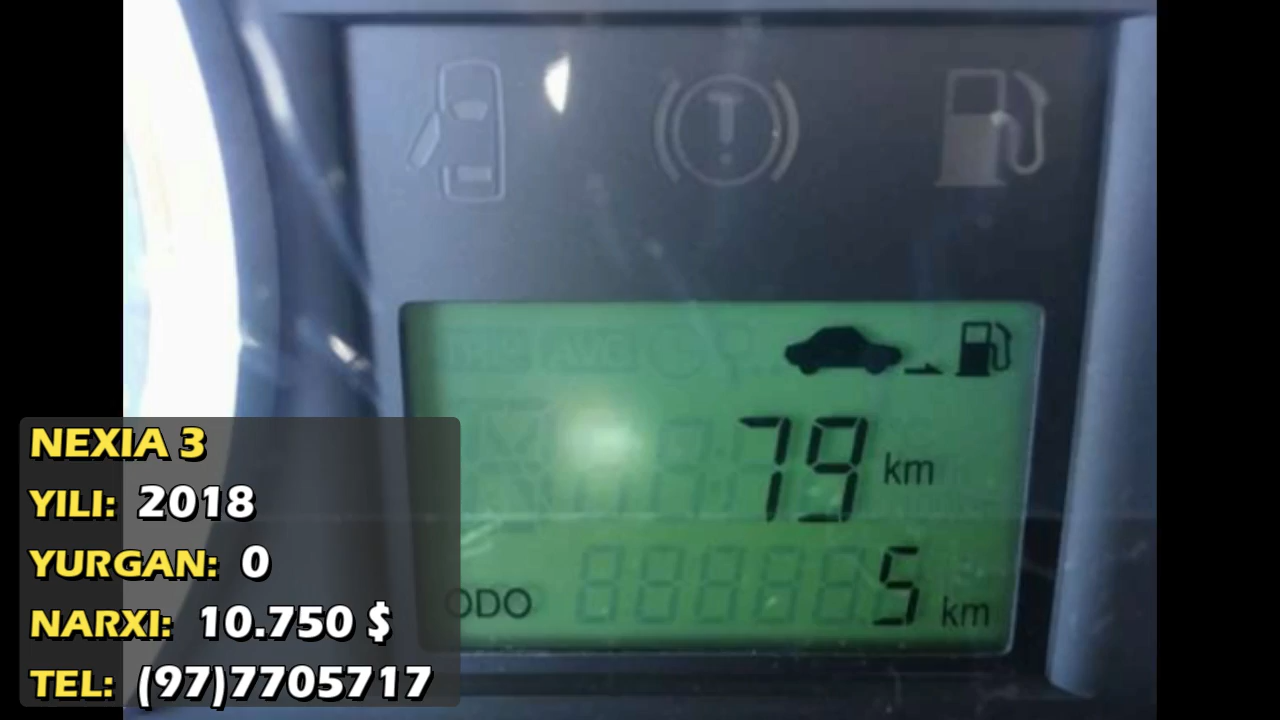 79 km
ODO 5 km
NEXIA 3
YILI: 2018
YURGAN: 0
NARXI: 10.750 $
TEL: (97)7705717